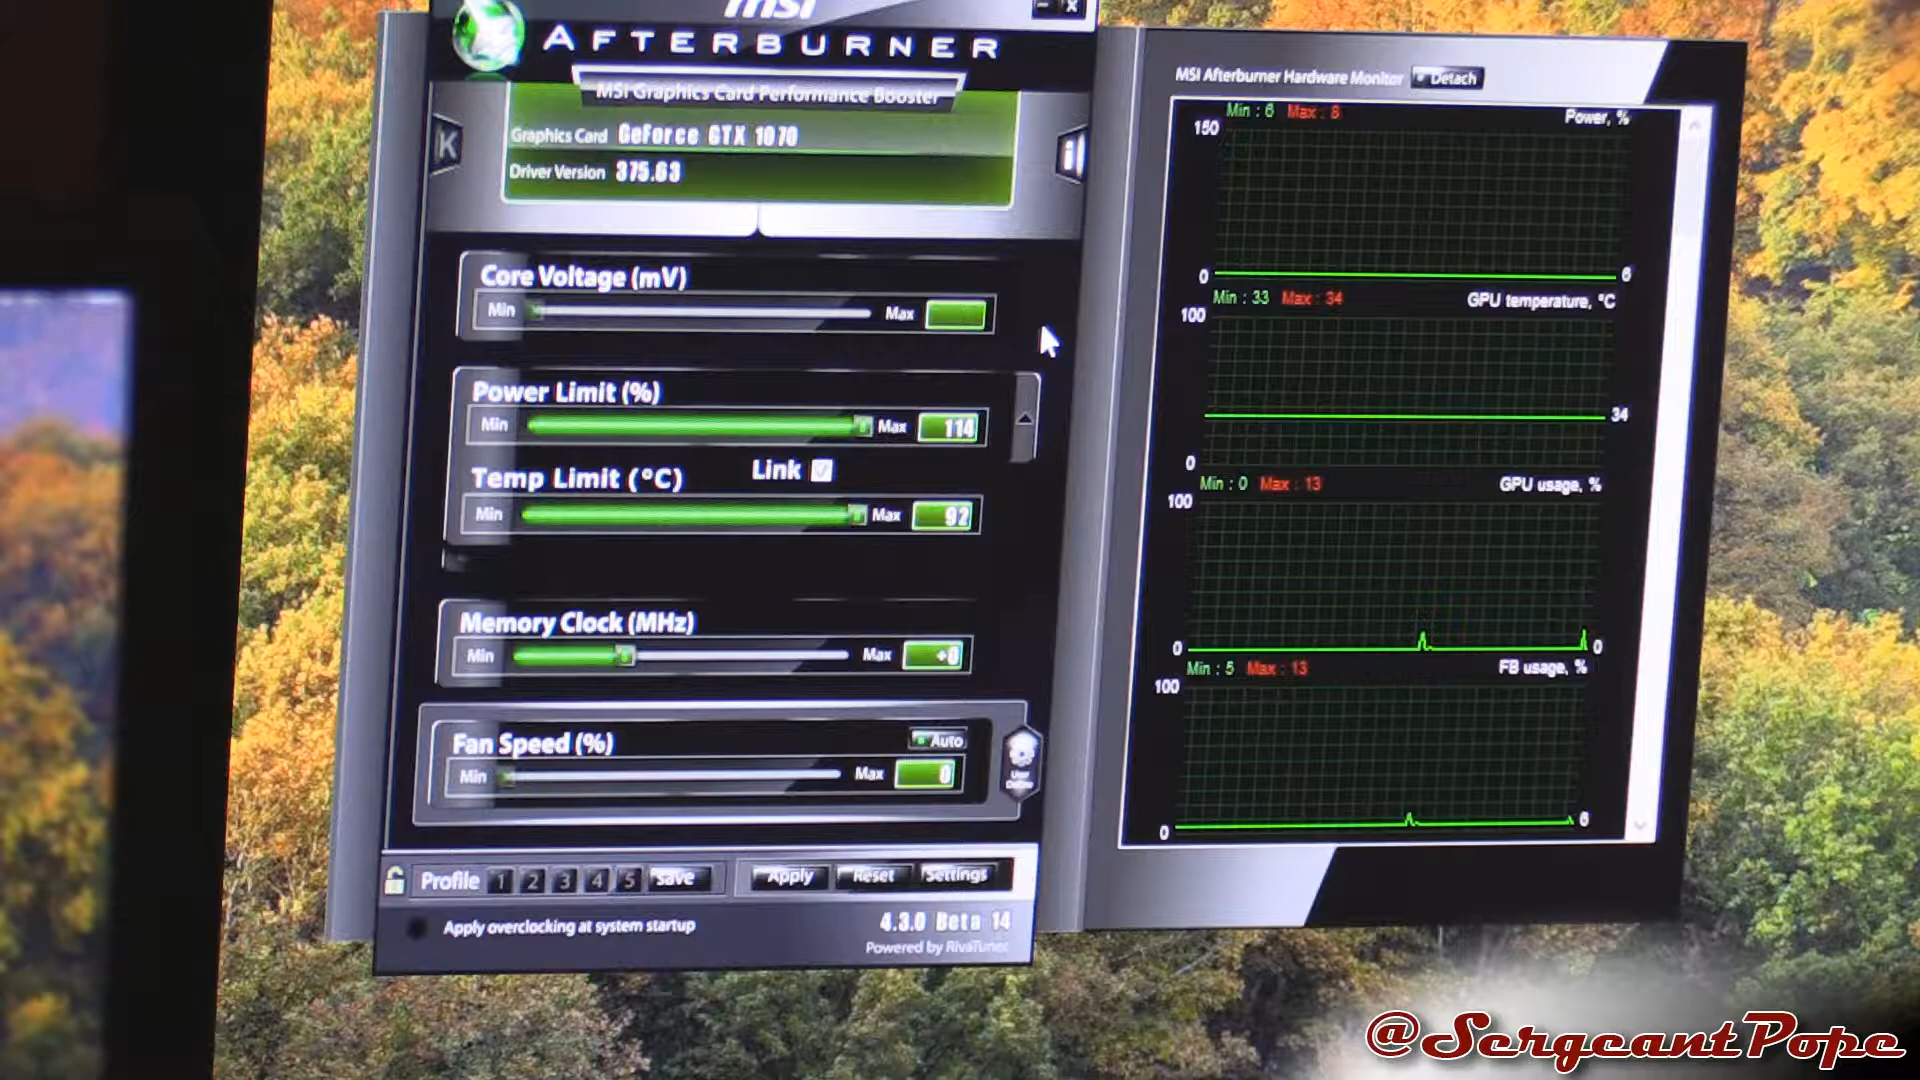 msi
AFTERBURNER
MSI Graphics Card Performance Booster
K
Graphics Card GeForce GTX 1070
i
Driver Version 375.63
Core Voltage (mV)
Min Max
Power Limit (%)
Min Max 114
Temp Limit (°C) Link
Min Max 92
Memory Clock (MHz)
Min Max +0
Fan Speed (%) Auto
Min Max 0
User
Define
Profile 1 2 3 4 5 Save Apply Reset Settings
Apply overclocking at system startup
4.3.0 Beta 14
Powered by RivaTuner
MSI Afterburner Hardware Monitor Detach
Min : 6 Max : 8 Power, %
150
0 6
Min : 33 Max : 34 GPU temperature, °C
100
34
0
Min : 0 Max : 13 GPU usage, %
100
0 0
Min : 5 Max : 13 FB usage, %
100
0 6
@SergeantPope